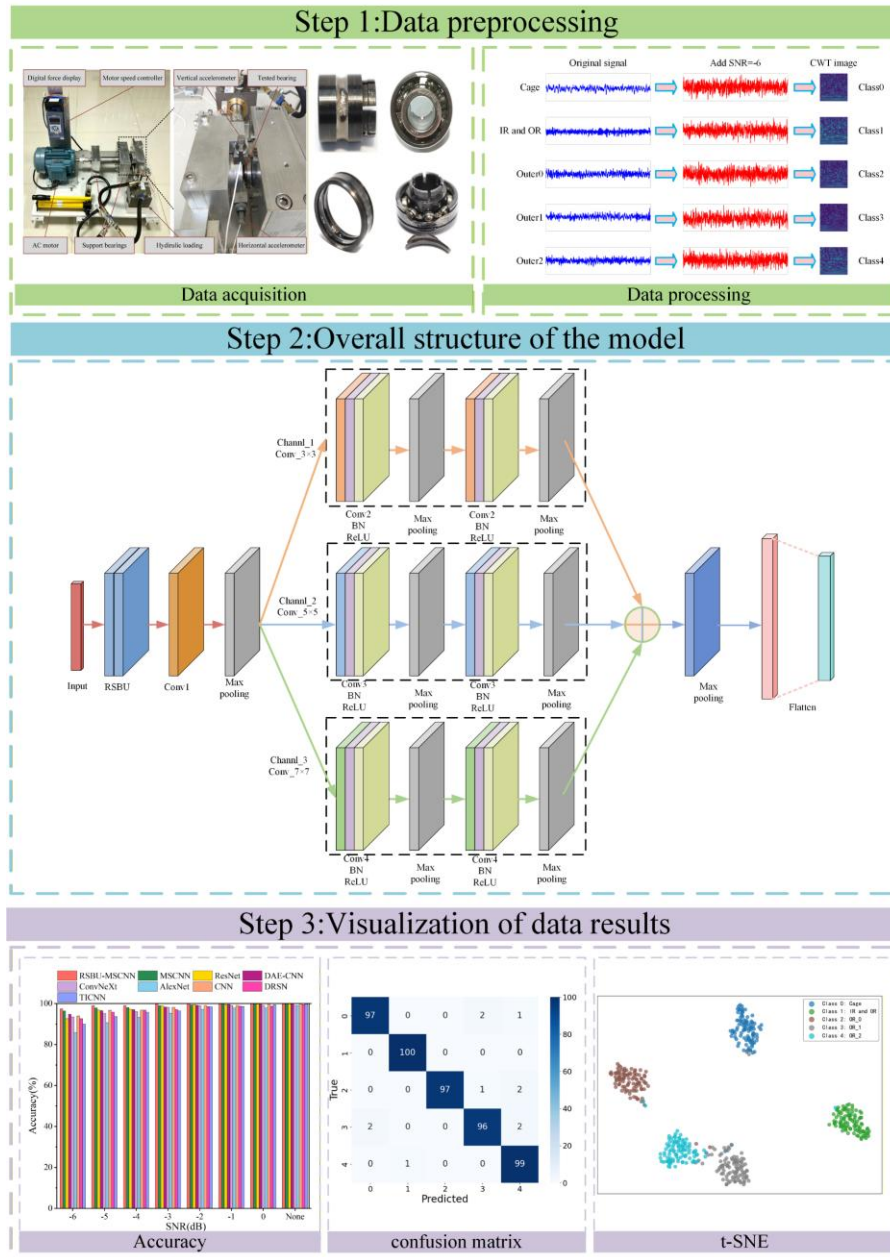 Step 1:Data preprocessing
Digital force display
Motor speed controller
Vertical accelerometer
Tested bearing
AC motor
Support bearings
Hydrulic loading
Horizontal accelerometer
Data acquisition
Original signal
Add SNR=-6
CWT image
Cage
Class0
IR and OR
Class1
Outer0
Class2
Outer1
Class3
Outer2
Class4
Data processing
Step 2:Overall structure of the model
Channl_1
Conv_3×3
Conv2
BN
ReLU
Max
pooling
Conv2
BN
ReLU
Max
pooling
Input
RSBU
Conv1
Max
pooling
Channl_2
Conv_5×5
Conv3
BN
ReLU
Max
pooling
Conv3
BN
ReLU
Max
pooling
Channl_3
Conv_7×7
Conv4
BN
ReLU
Max
pooling
Conv4
BN
ReLU
Max
pooling
Max
pooling
Flatten
Step 3:Visualization of data results
RSBU-MSCNN
MSCNN
ResNet
DAE-CNN
ConvNeXt
AlexNet
CNN
DRSN
TICNN
Accuracy(%)
100
80
60
40
20
0
-6
-5
-4
-3
-2
-1
0
None
SNR(dB)
Accuracy
True
0
97 0 0 2 1
1
0 100 0 0 0
2
0 0 97 1 2
3
2 0 0 96 2
4
0 1 0 0 99
0 1 2 3 4
Predicted
100
80
60
40
20
0
confusion matrix
Class 0: Cage
Class 1: IR and OR
Class 2: OR_0
Class 3: OR_1
Class 4: OR_2
t-SNE